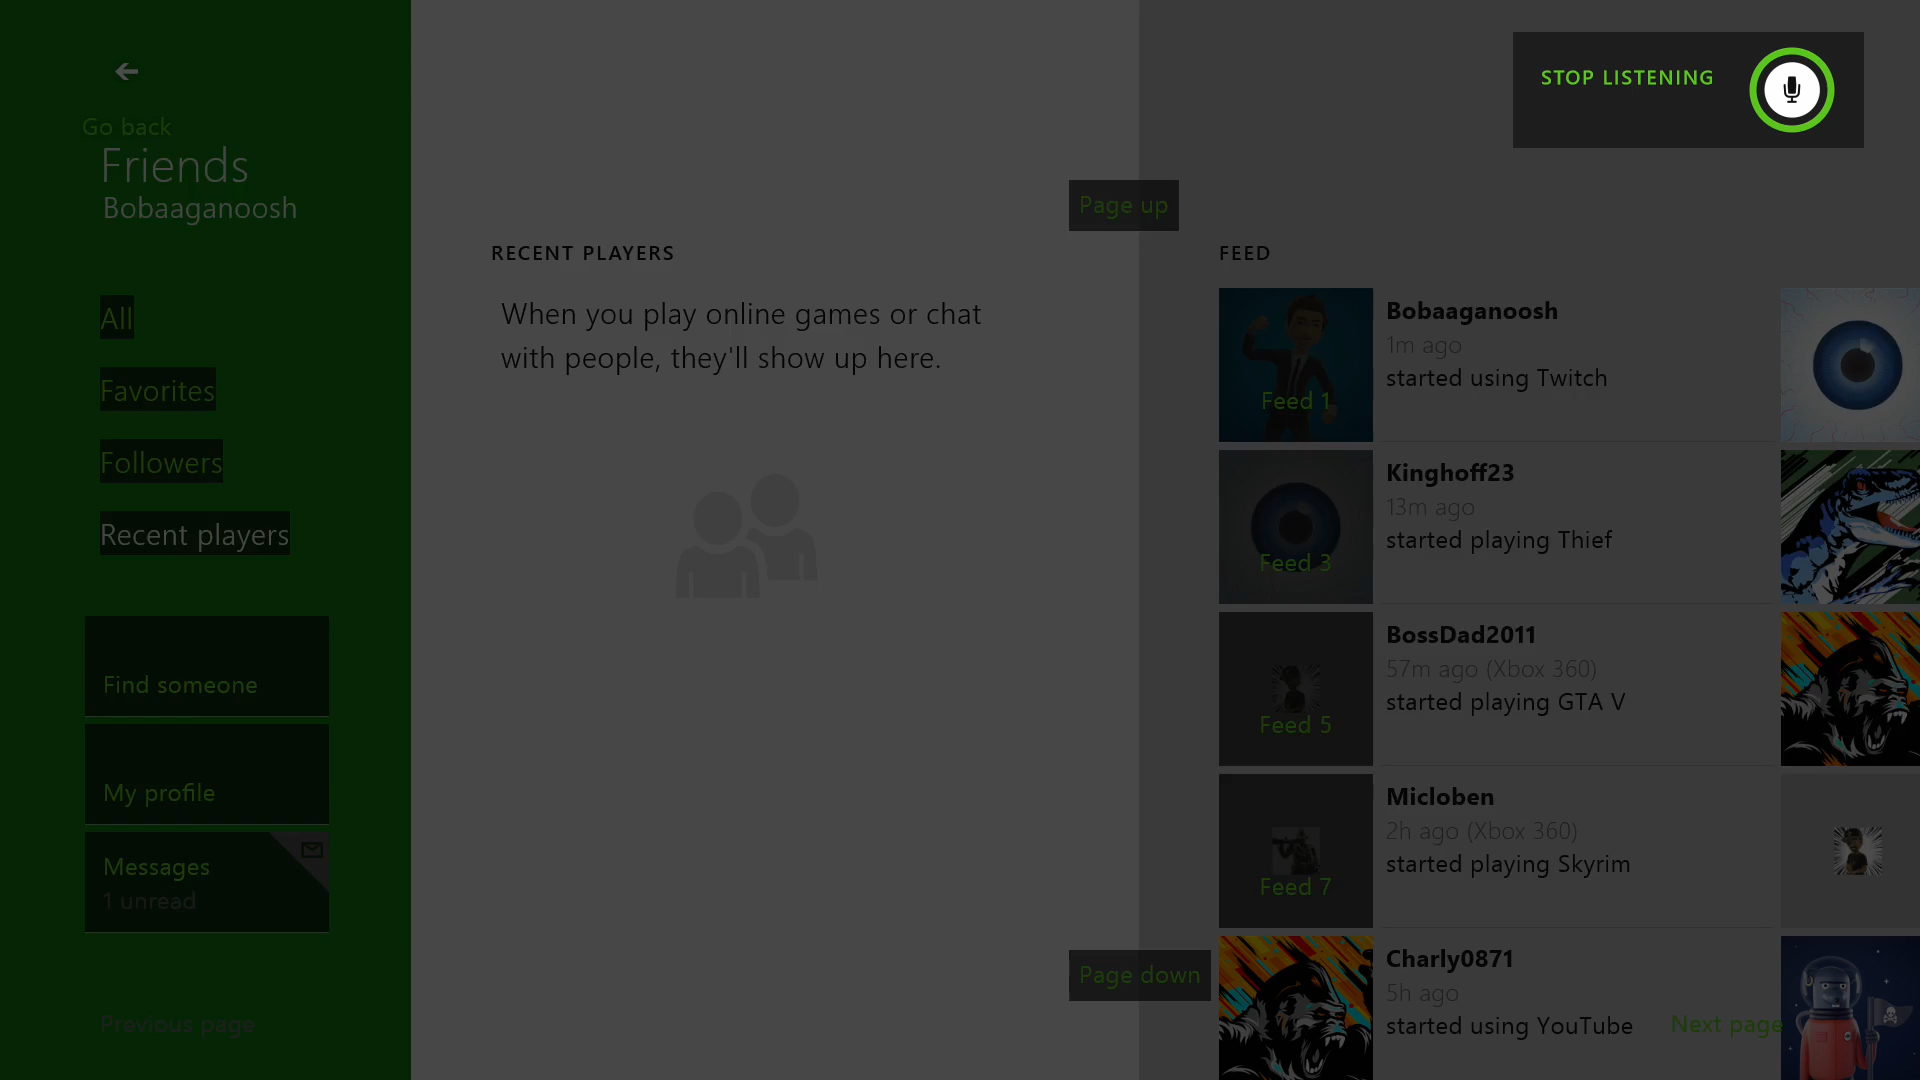 Go back
Friends
Bobaaganoosh
All
Favorites
Followers
Recent players
Find someone
My profile
Messages
1 unread
Previous page
RECENT PLAYERS
When you play online games or chat
with people, they'll show up here.
STOP LISTENING
Page up
FEED
Feed 1
Bobaaganoosh
1m ago
started using Twitch
Feed 3
Kinghoff23
13m ago
started playing Thief
Feed 5
BossDad2011
57m ago (Xbox 360)
started playing GTA V
Feed 7
Micloben
2h ago (Xbox 360)
started playing Skyrim
Page down
Charly0871
5h ago
started using YouTube
Next page